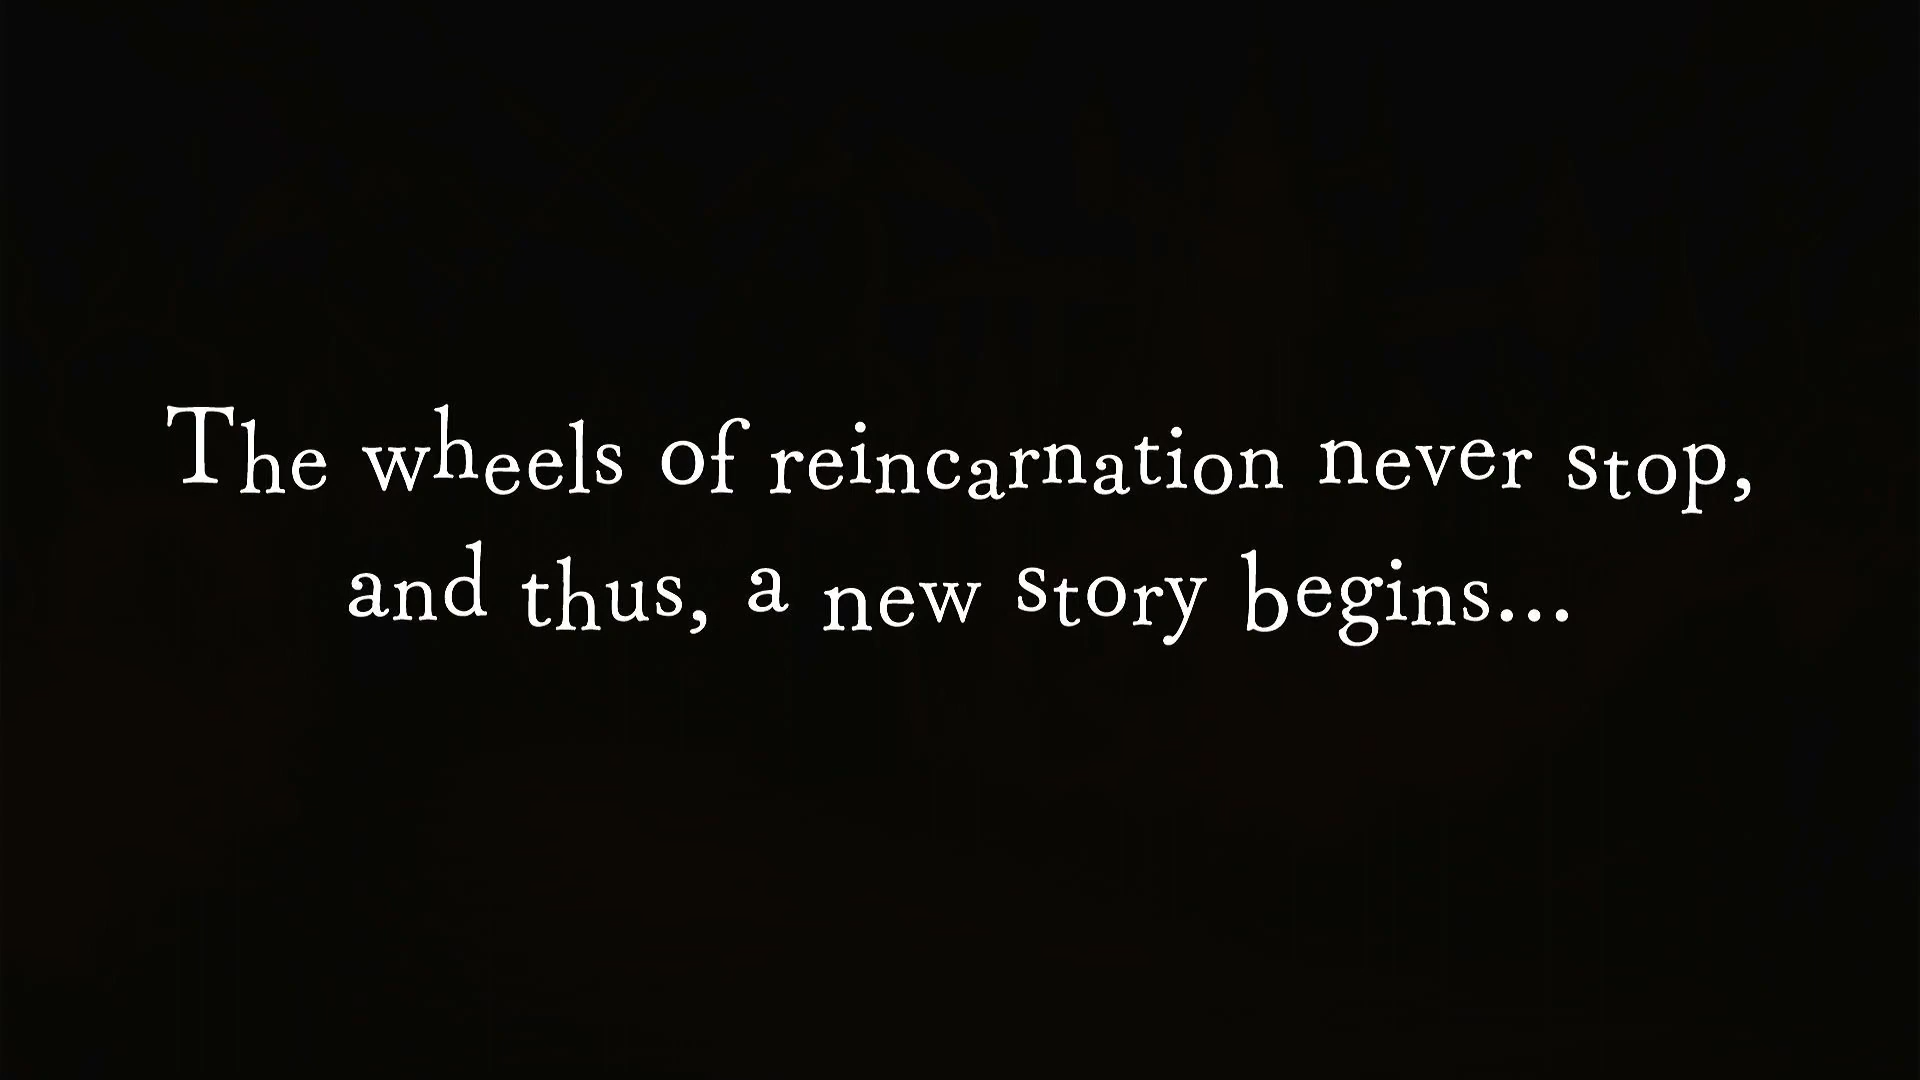 The wheels of reincarnation never stop,
and thus, a new story begins...